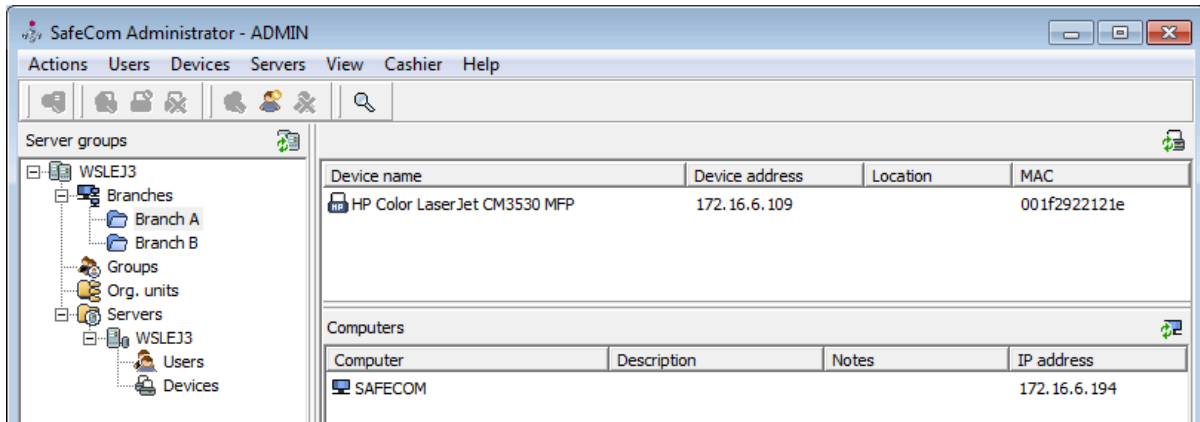 SafeCom Administrator - ADMIN
Actions Users Devices Servers View Cashier Help
Server groups
WSLEJ3
Branches
Branch A
Branch B
Groups
Org. units
Servers
WSLEJ3
Users
Devices
Device name Device address Location MAC
HP Color LaserJet CM3530 MFP 172.16.6.109 001f2922121e
Computers
Computer Description Notes IP address
SAFECOM 172.16.6.194